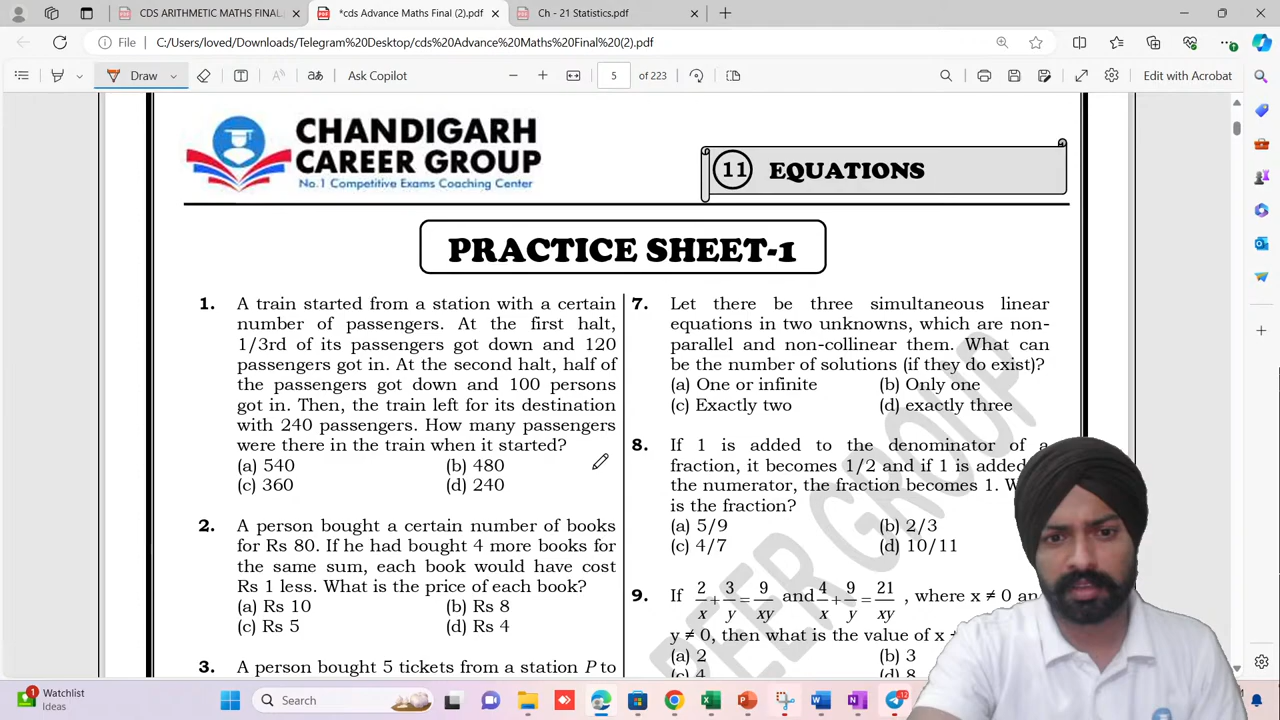 CDS ARITHMETIC MATHS FINAL.p
*cds Advance Maths Final (2).pdf
Ch - 21 Statistics.pdf
File
C:/Users/loved/Downloads/Telegram%20Desktop/cds%20Advance%20Maths%20Final%20(2).pdf
Draw
Ask Copilot
5 of 223
Edit with Acrobat
CHANDIGARH
CAREER GROUP
No.1 Competitive Exams Coaching Center
11 EQUATIONS
PRACTICE SHEET-1
1. A train started from a station with a certain
number of passengers. At the first halt,
1/3rd of its passengers got down and 120
passengers got in. At the second halt, half of
the passengers got down and 100 persons
got in. Then, the train left for its destination
with 240 passengers. How many passengers
were there in the train when it started?
(a) 540 (b) 480
(c) 360 (d) 240
2. A person bought a certain number of books
for Rs 80. If he had bought 4 more books for
the same sum, each book would have cost
Rs 1 less. What is the price of each book?
(a) Rs 10 (b) Rs 8
(c) Rs 5 (d) Rs 4
3. A person bought 5 tickets from a station P to
7. Let there be three simultaneous linear
equations in two unknowns, which are non-
parallel and non-collinear them. What can
be the number of solutions (if they do exist)?
(a) One or infinite (b) Only one
(c) Exactly two (d) exactly three
8. If 1 is added to the denominator of a
fraction, it becomes 1/2 and if 1 is added
the numerator, the fraction becomes 1. W
is the fraction?
(a) 5/9 (b) 2/3
(c) 4/7 (d) 10/11
9. If 2/x + 3/y = 9/xy and 4/x + 9/y = 21/xy , where x ≠ 0 an
y ≠ 0, then what is the value of x
(a) 2 (b) 3
(c) 4 (d) 8
EER GROUP
1 Watchlist
Ideas
Search
12